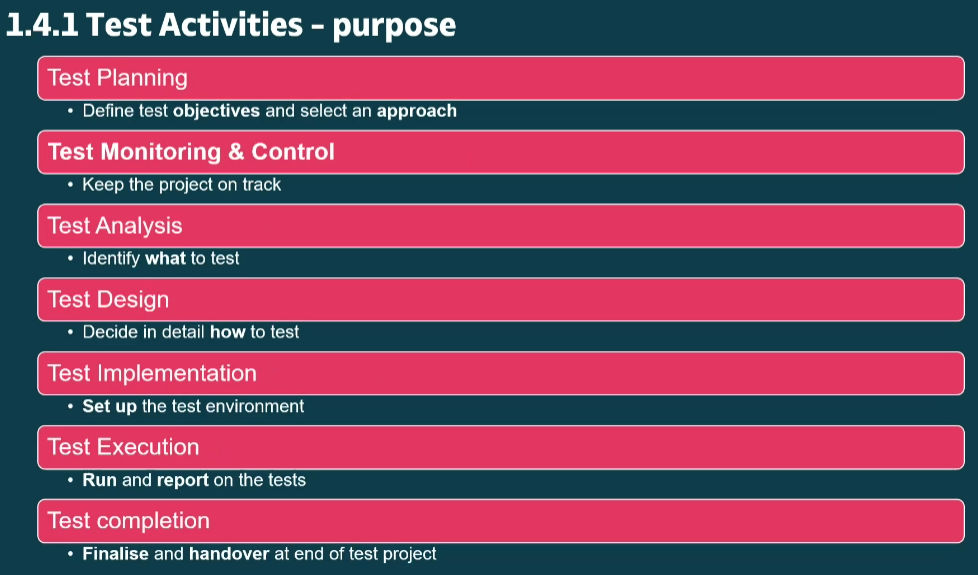 1.4.1 Test Activities – purpose
Test Planning
• Define test objectives and select an approach
Test Monitoring & Control
• Keep the project on track
Test Analysis
• Identify what to test
Test Design
• Decide in detail how to test
Test Implementation
• Set up the test environment
Test Execution
• Run and report on the tests
Test completion
• Finalise and handover at end of test project